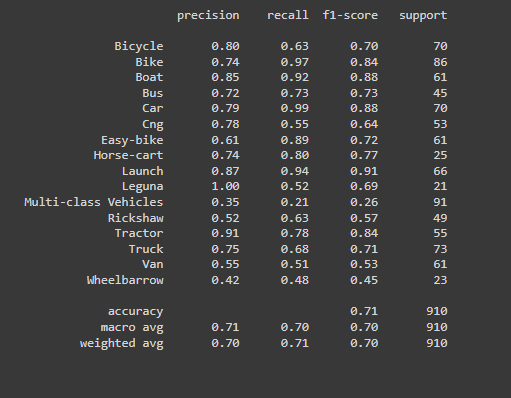 precision recall f1-score support
Bicycle 0.80 0.63 0.70 70
Bike 0.74 0.97 0.84 86
Boat 0.85 0.92 0.88 61
Bus 0.72 0.73 0.73 45
Car 0.79 0.99 0.88 70
Cng 0.78 0.55 0.64 53
Easy-bike 0.61 0.89 0.72 61
Horse-cart 0.74 0.80 0.77 25
Launch 0.87 0.94 0.91 66
Leguna 1.00 0.52 0.69 21
Multi-class Vehicles 0.35 0.21 0.26 91
Rickshaw 0.52 0.63 0.57 49
Tractor 0.91 0.78 0.84 55
Truck 0.75 0.68 0.71 73
Van 0.55 0.51 0.53 61
Wheelbarrow 0.42 0.48 0.45 23
accuracy 0.71 910
macro avg 0.71 0.70 0.70 910
weighted avg 0.70 0.71 0.70 910